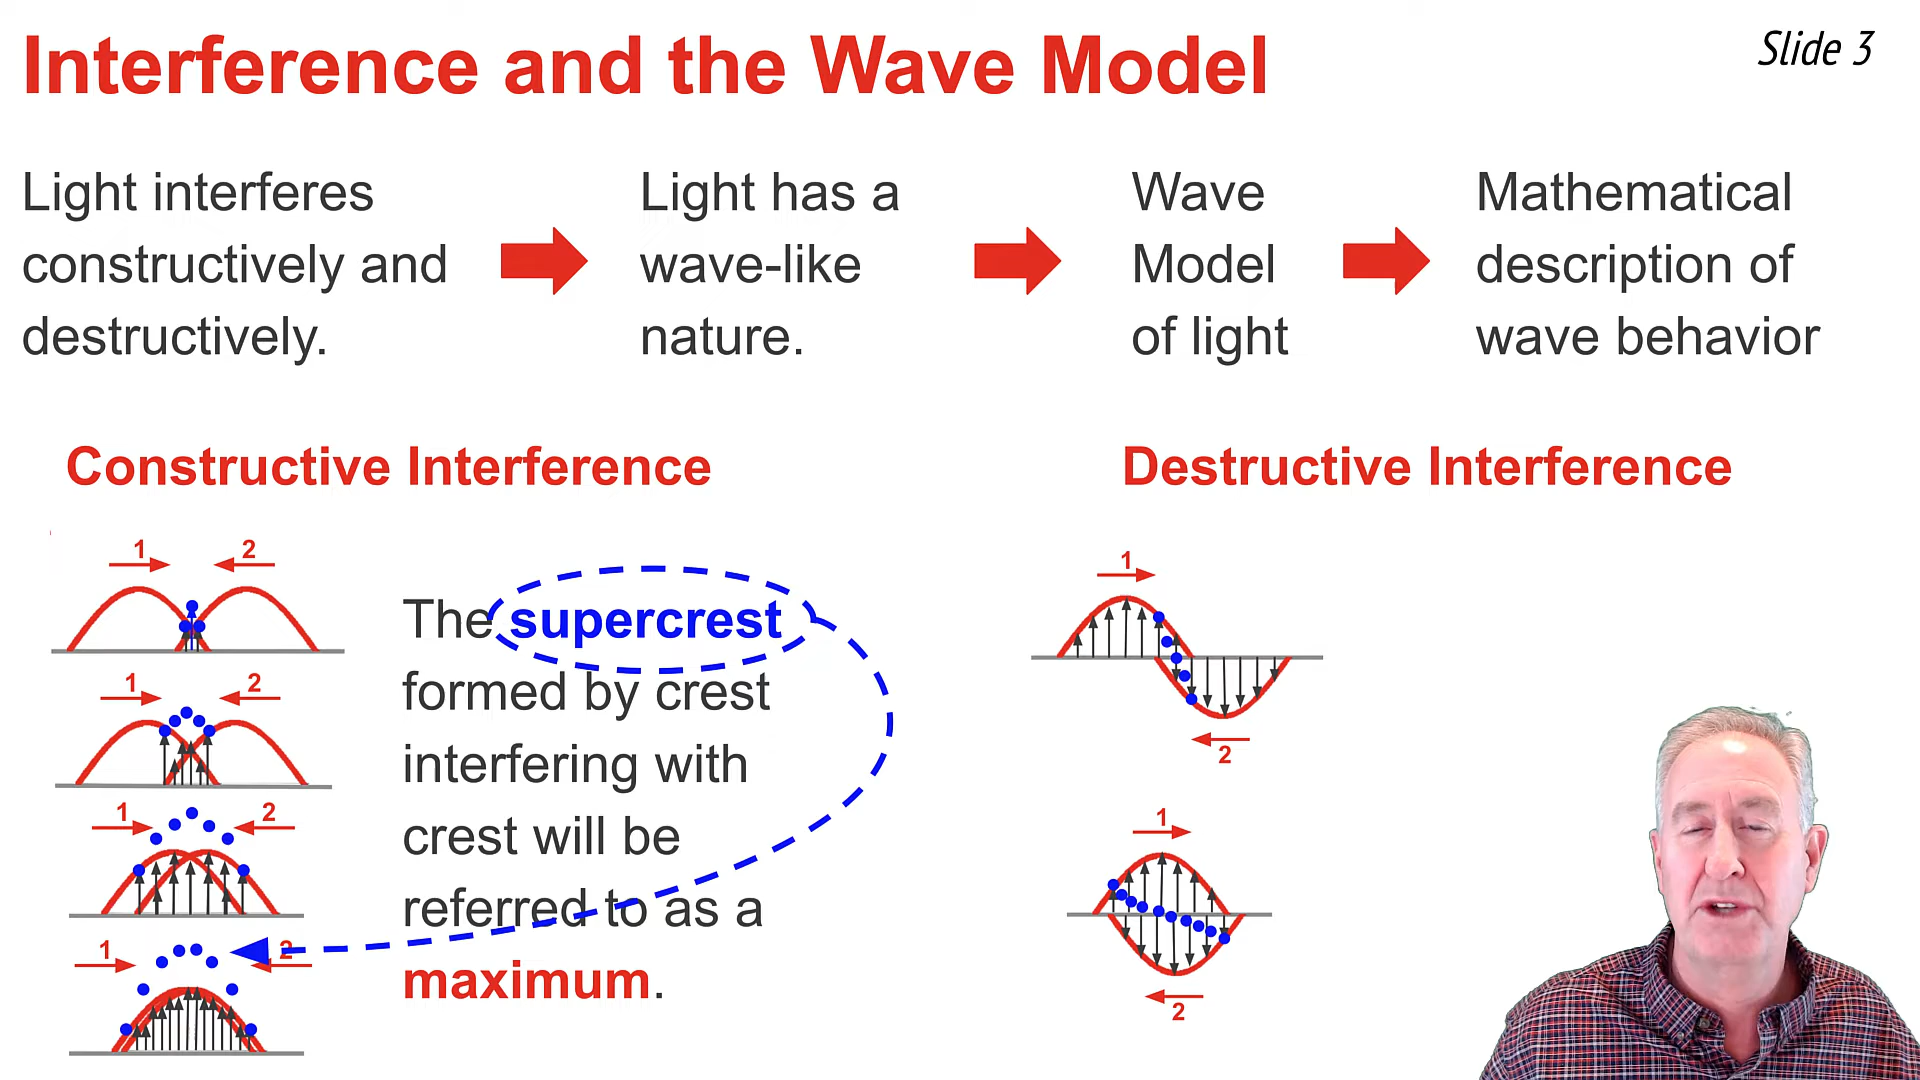 Interference and the Wave Model
Slide 3
Light interferes
constructively and
destructively.
Light has a
wave-like
nature.
Wave
Model
of light
Mathematical
description of
wave behavior
Constructive Interference
Destructive Interference
1 2
1 2
1 2
1 2
The supercrest
formed by crest
interfering with
crest will be
referred to as a
maximum.
1
2
1
2